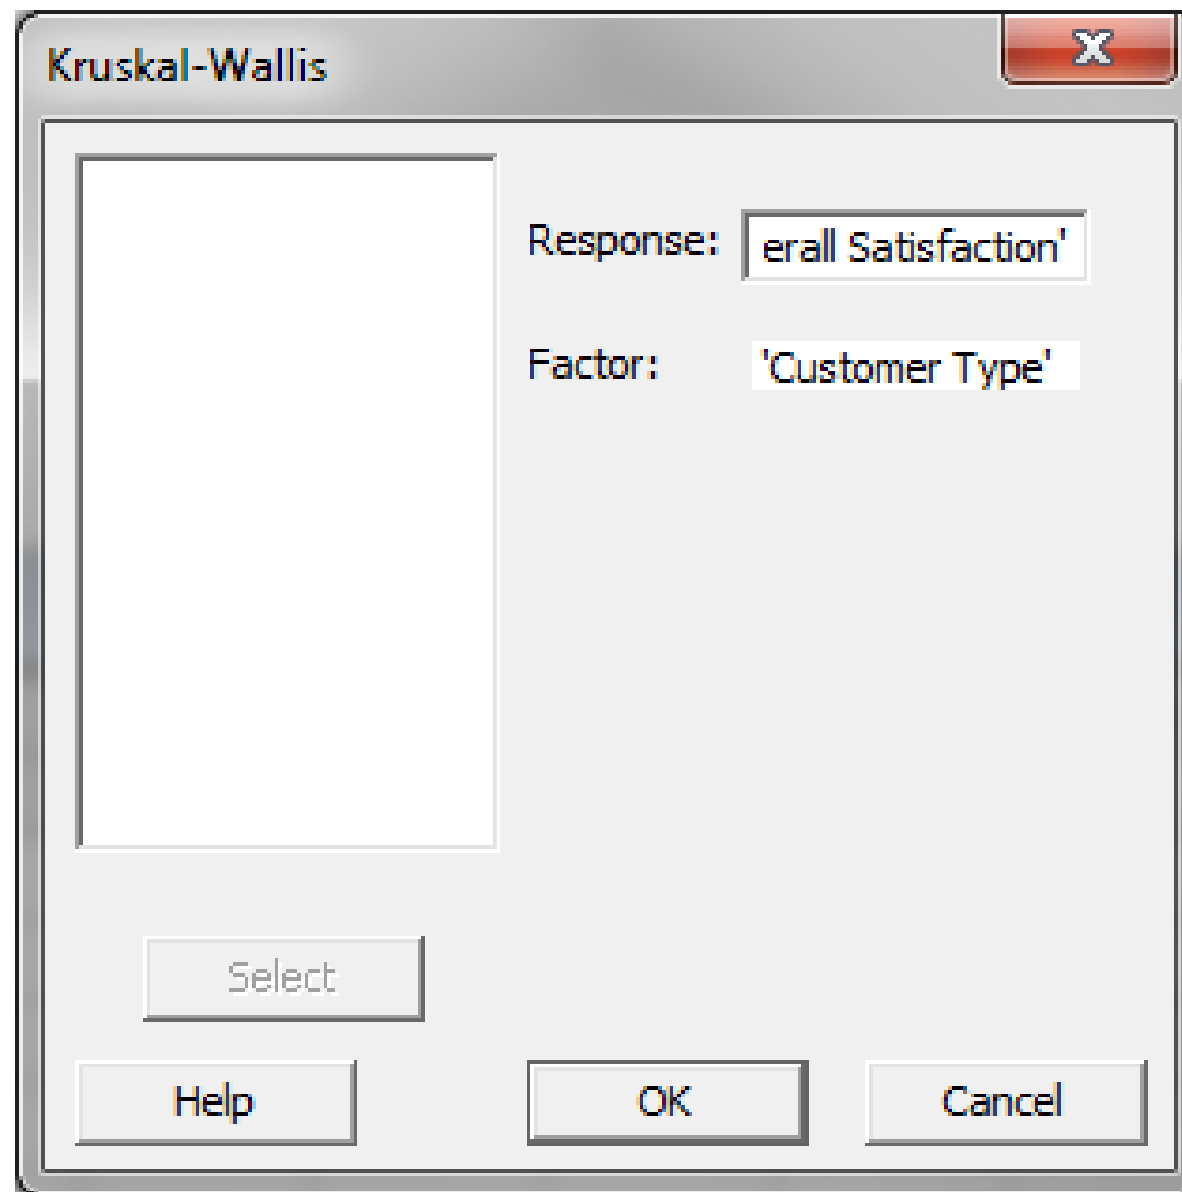 Kruskal-Wallis
Response: erall Satisfaction'
Factor: 'Customer Type'
Select
Help OK Cancel